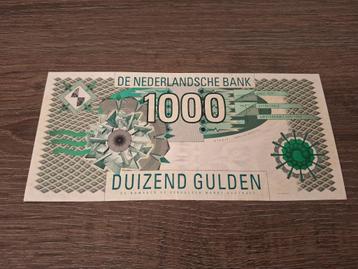 DE NEDERLANDSCHE BANK
1000
DUIZEND GULDEN